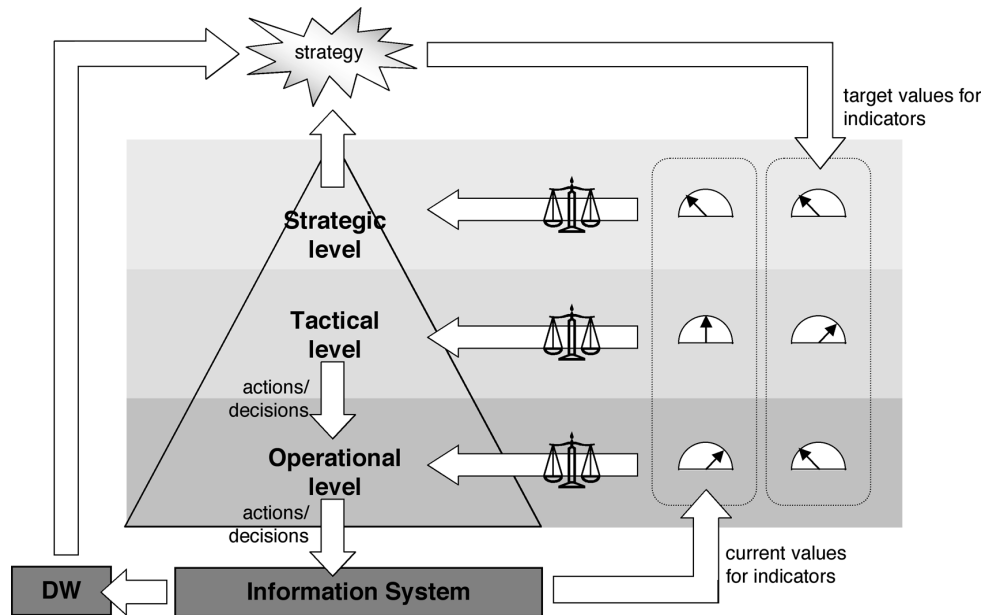 strategy
target values for
indicators
Strategic
level
Tactical
level
actions/
decisions
Operational
level
actions/
decisions
current values
for indicators
DW
Information System